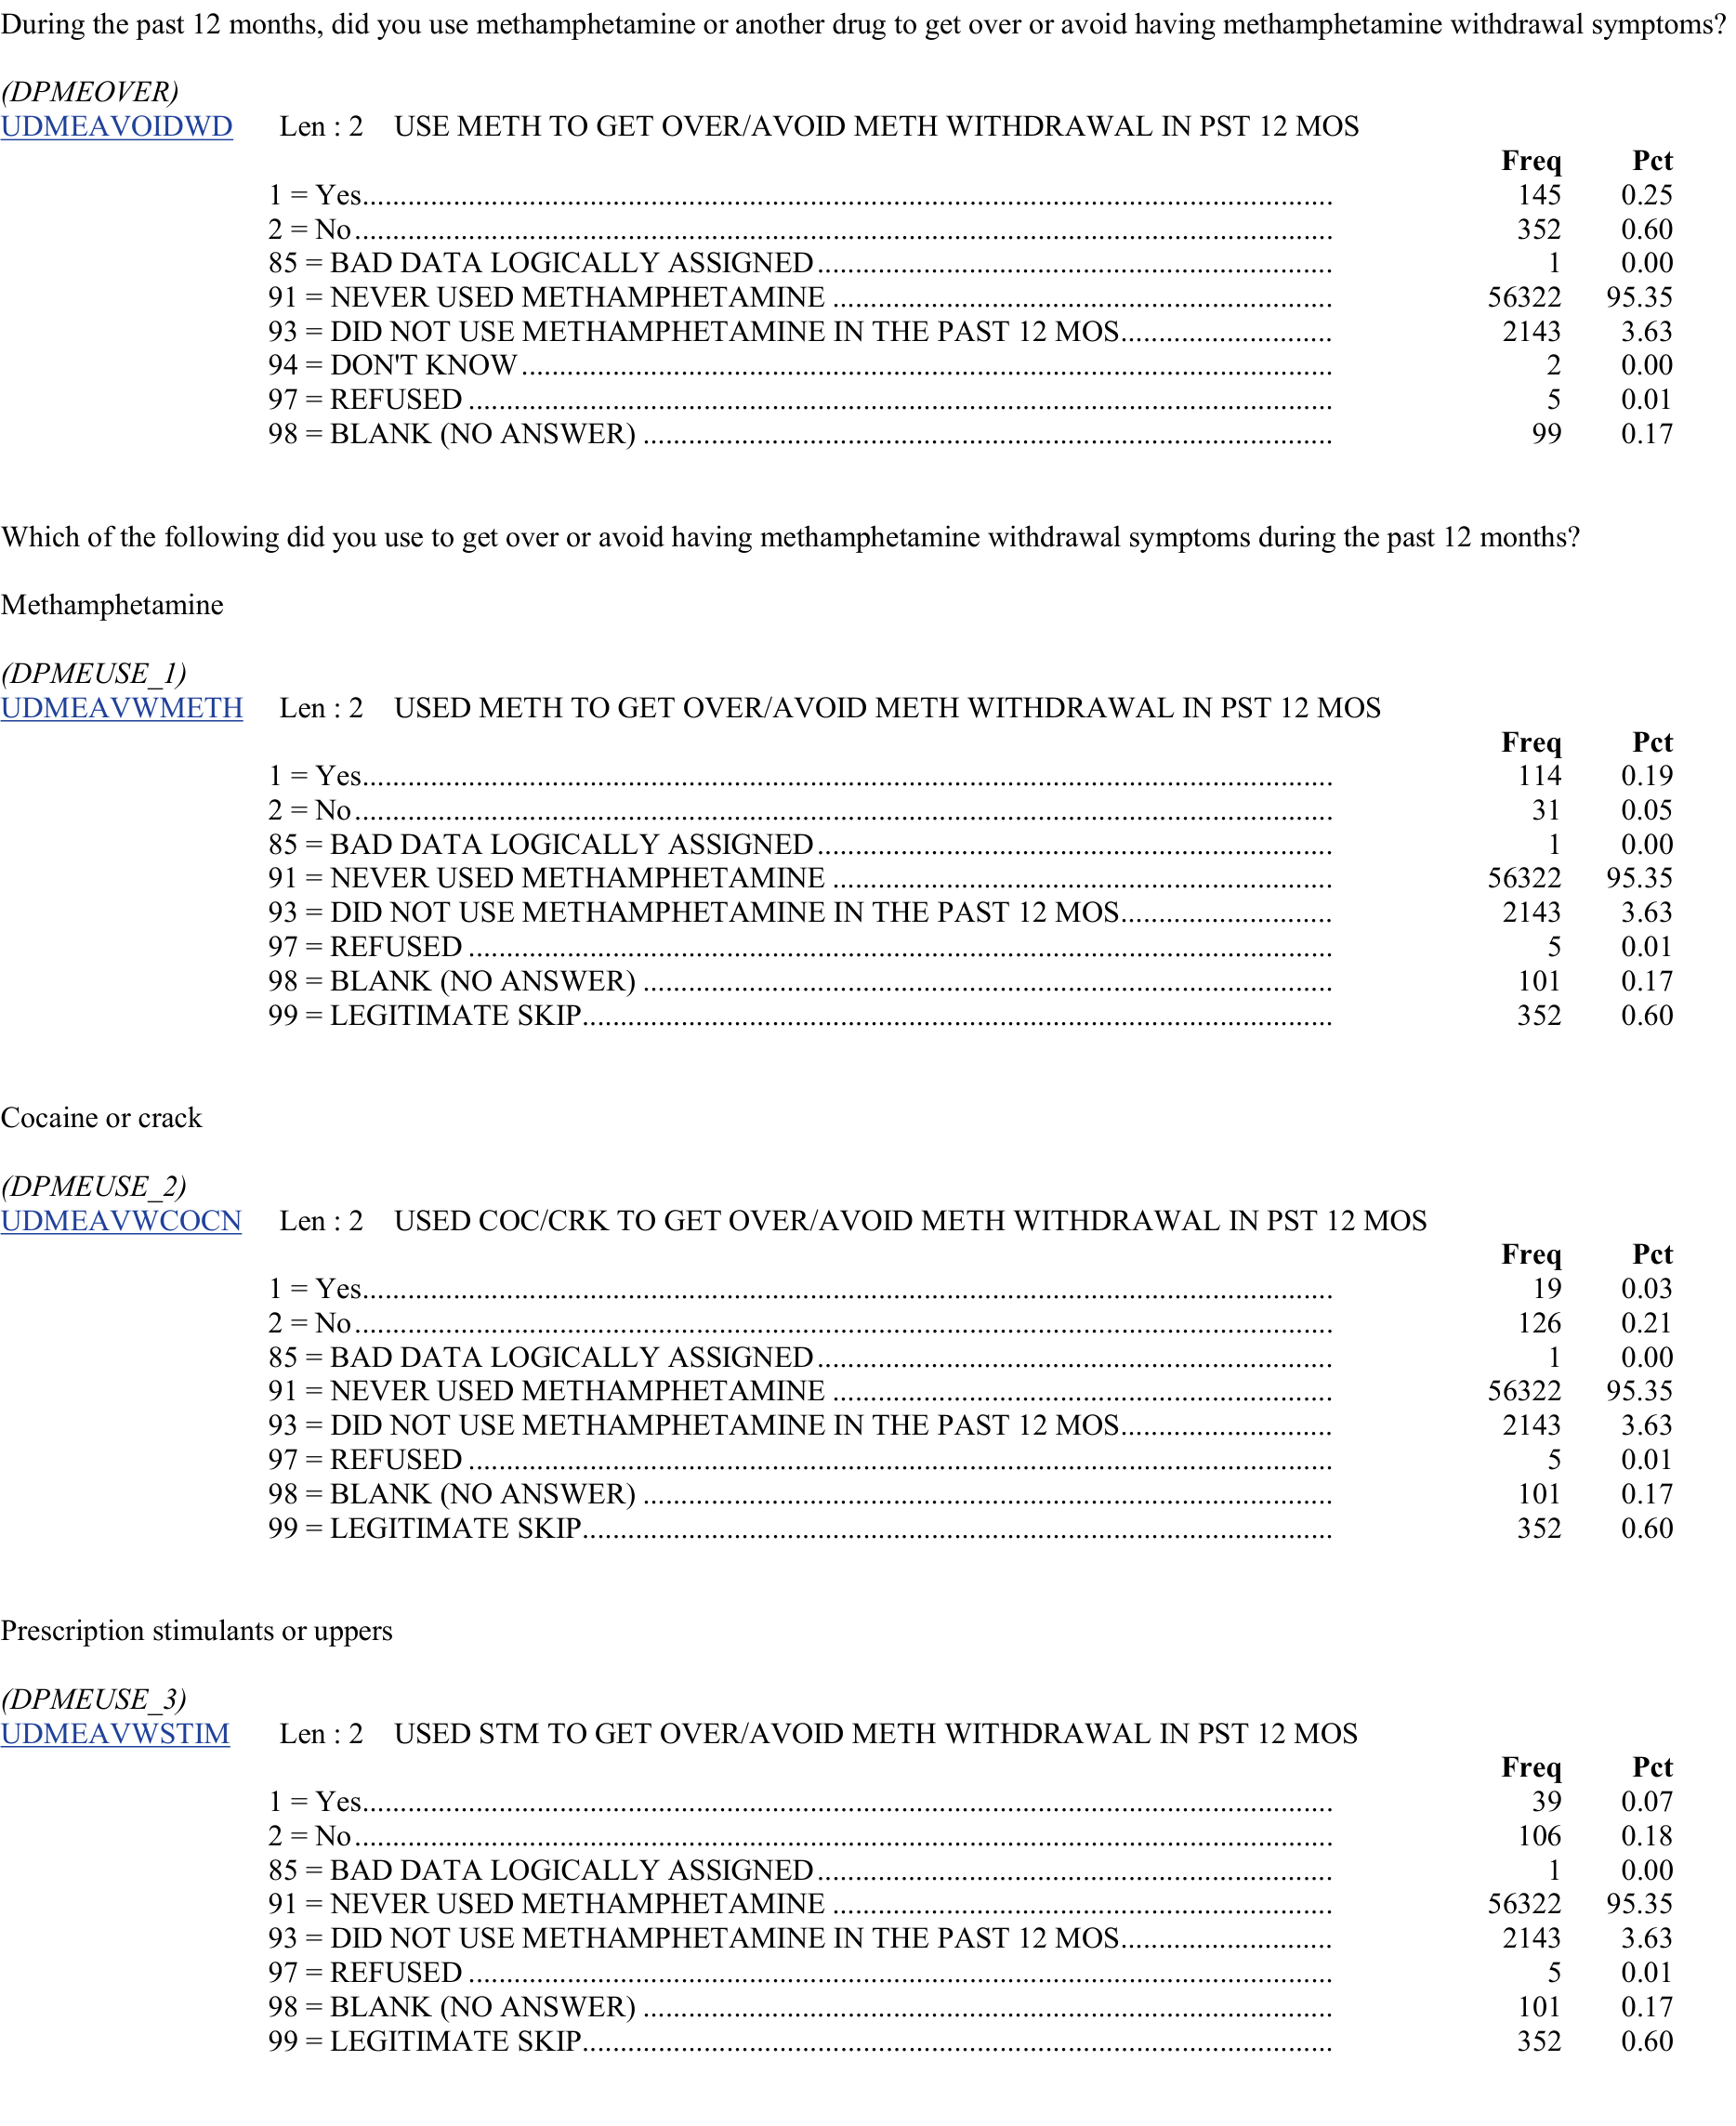 During the past 12 months, did you use methamphetamine or another drug to get over or avoid having methamphetamine withdrawal symptoms?
(DPMEOVER)
UDMEAVOIDWD Len : 2 USE METH TO GET OVER/AVOID METH WITHDRAWAL IN PST 12 MOS
Freq Pct
1 = Yes........................................................ 145 0.25
2 = No........................................................ 352 0.60
85 = BAD DATA LOGICALLY ASSIGNED........................................................ 1 0.00
91 = NEVER USED METHAMPHETAMINE ........................................................ 56322 95.35
93 = DID NOT USE METHAMPHETAMINE IN THE PAST 12 MOS............................ 2143 3.63
94 = DON'T KNOW........................................................ 2 0.00
97 = REFUSED ........................................................ 5 0.01
98 = BLANK (NO ANSWER) ........................................................ 99 0.17
Which of the following did you use to get over or avoid having methamphetamine withdrawal symptoms during the past 12 months?
Methamphetamine
(DPMEUSE_1)
UDMEAVWMETH Len : 2 USED METH TO GET OVER/AVOID METH WITHDRAWAL IN PST 12 MOS
Freq Pct
1 = Yes........................................................ 114 0.19
2 = No........................................................ 31 0.05
85 = BAD DATA LOGICALLY ASSIGNED........................................................ 1 0.00
91 = NEVER USED METHAMPHETAMINE ........................................................ 56322 95.35
93 = DID NOT USE METHAMPHETAMINE IN THE PAST 12 MOS............................ 2143 3.63
97 = REFUSED ........................................................ 5 0.01
98 = BLANK (NO ANSWER) ........................................................ 101 0.17
99 = LEGITIMATE SKIP........................................................ 352 0.60
Cocaine or crack
(DPMEUSE_2)
UDMEAVWCOCN Len : 2 USED COC/CRK TO GET OVER/AVOID METH WITHDRAWAL IN PST 12 MOS
Freq Pct
1 = Yes........................................................ 19 0.03
2 = No........................................................ 126 0.21
85 = BAD DATA LOGICALLY ASSIGNED........................................................ 1 0.00
91 = NEVER USED METHAMPHETAMINE ........................................................ 56322 95.35
93 = DID NOT USE METHAMPHETAMINE IN THE PAST 12 MOS............................ 2143 3.63
97 = REFUSED ........................................................ 5 0.01
98 = BLANK (NO ANSWER) ........................................................ 101 0.17
99 = LEGITIMATE SKIP........................................................ 352 0.60
Prescription stimulants or uppers
(DPMEUSE_3)
UDMEAVWSTIM Len : 2 USED STM TO GET OVER/AVOID METH WITHDRAWAL IN PST 12 MOS
Freq Pct
1 = Yes........................................................ 39 0.07
2 = No........................................................ 106 0.18
85 = BAD DATA LOGICALLY ASSIGNED........................................................ 1 0.00
91 = NEVER USED METHAMPHETAMINE ........................................................ 56322 95.35
93 = DID NOT USE METHAMPHETAMINE IN THE PAST 12 MOS............................ 2143 3.63
97 = REFUSED ........................................................ 5 0.01
98 = BLANK (NO ANSWER) ........................................................ 101 0.17
99 = LEGITIMATE SKIP........................................................ 352 0.60